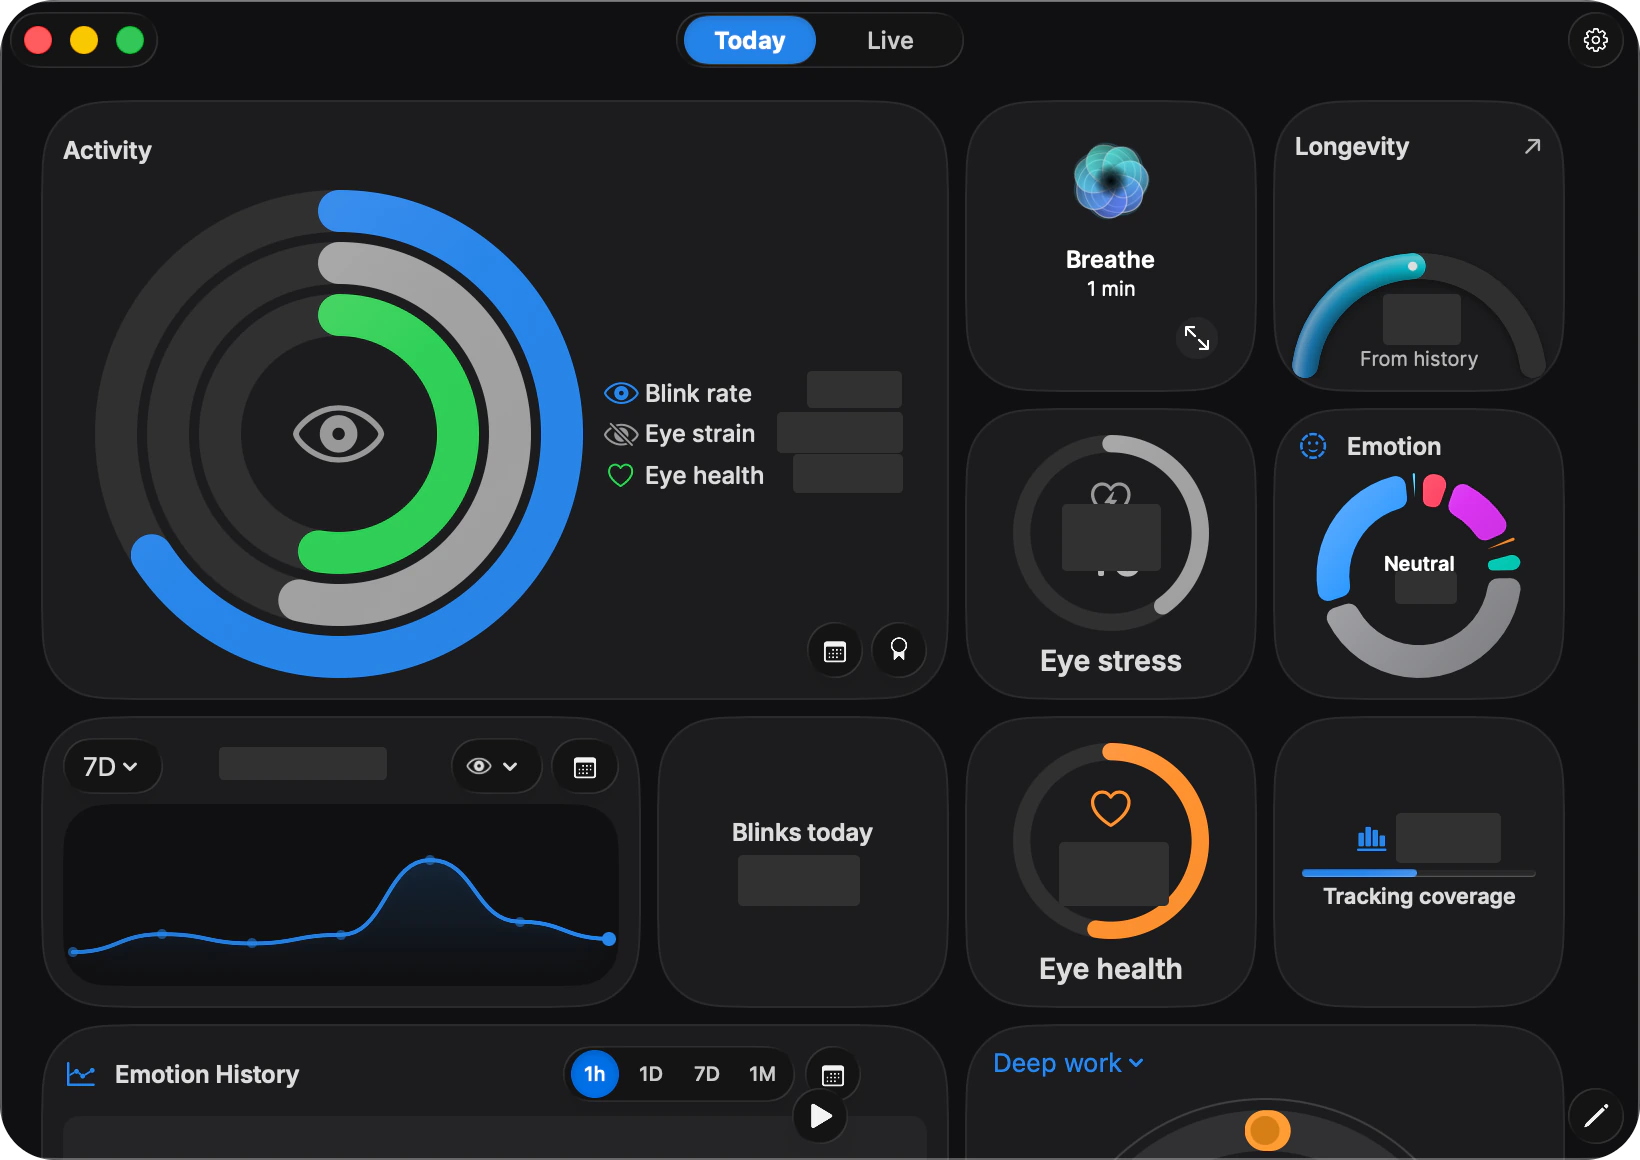 Today
Live
Activity
Blink rate
Eye strain
Eye health
Breathe
1 min
Longevity
From history
Eye stress
Emotion
Neutral
7D
Blinks today
Eye health
Tracking coverage
Emotion History
1h
1D
7D
1M
Deep work